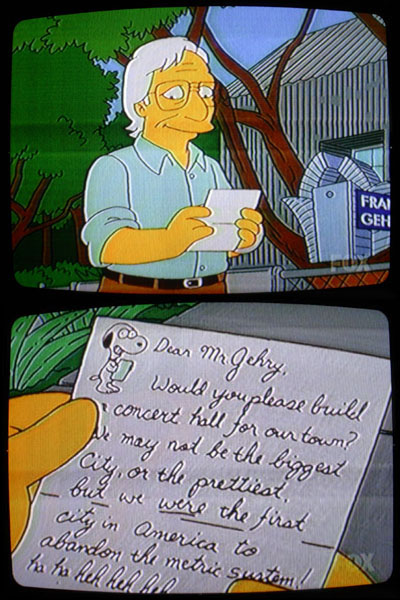 FRAN
GEH
FOX
Dear Mr. Gehry,
Would you please build
concert hall for our town?
We may not be the biggest
City, or the prettiest,
but we were the first
city in America to
abandon the metric system!
ha ha heh heh heh
FOX